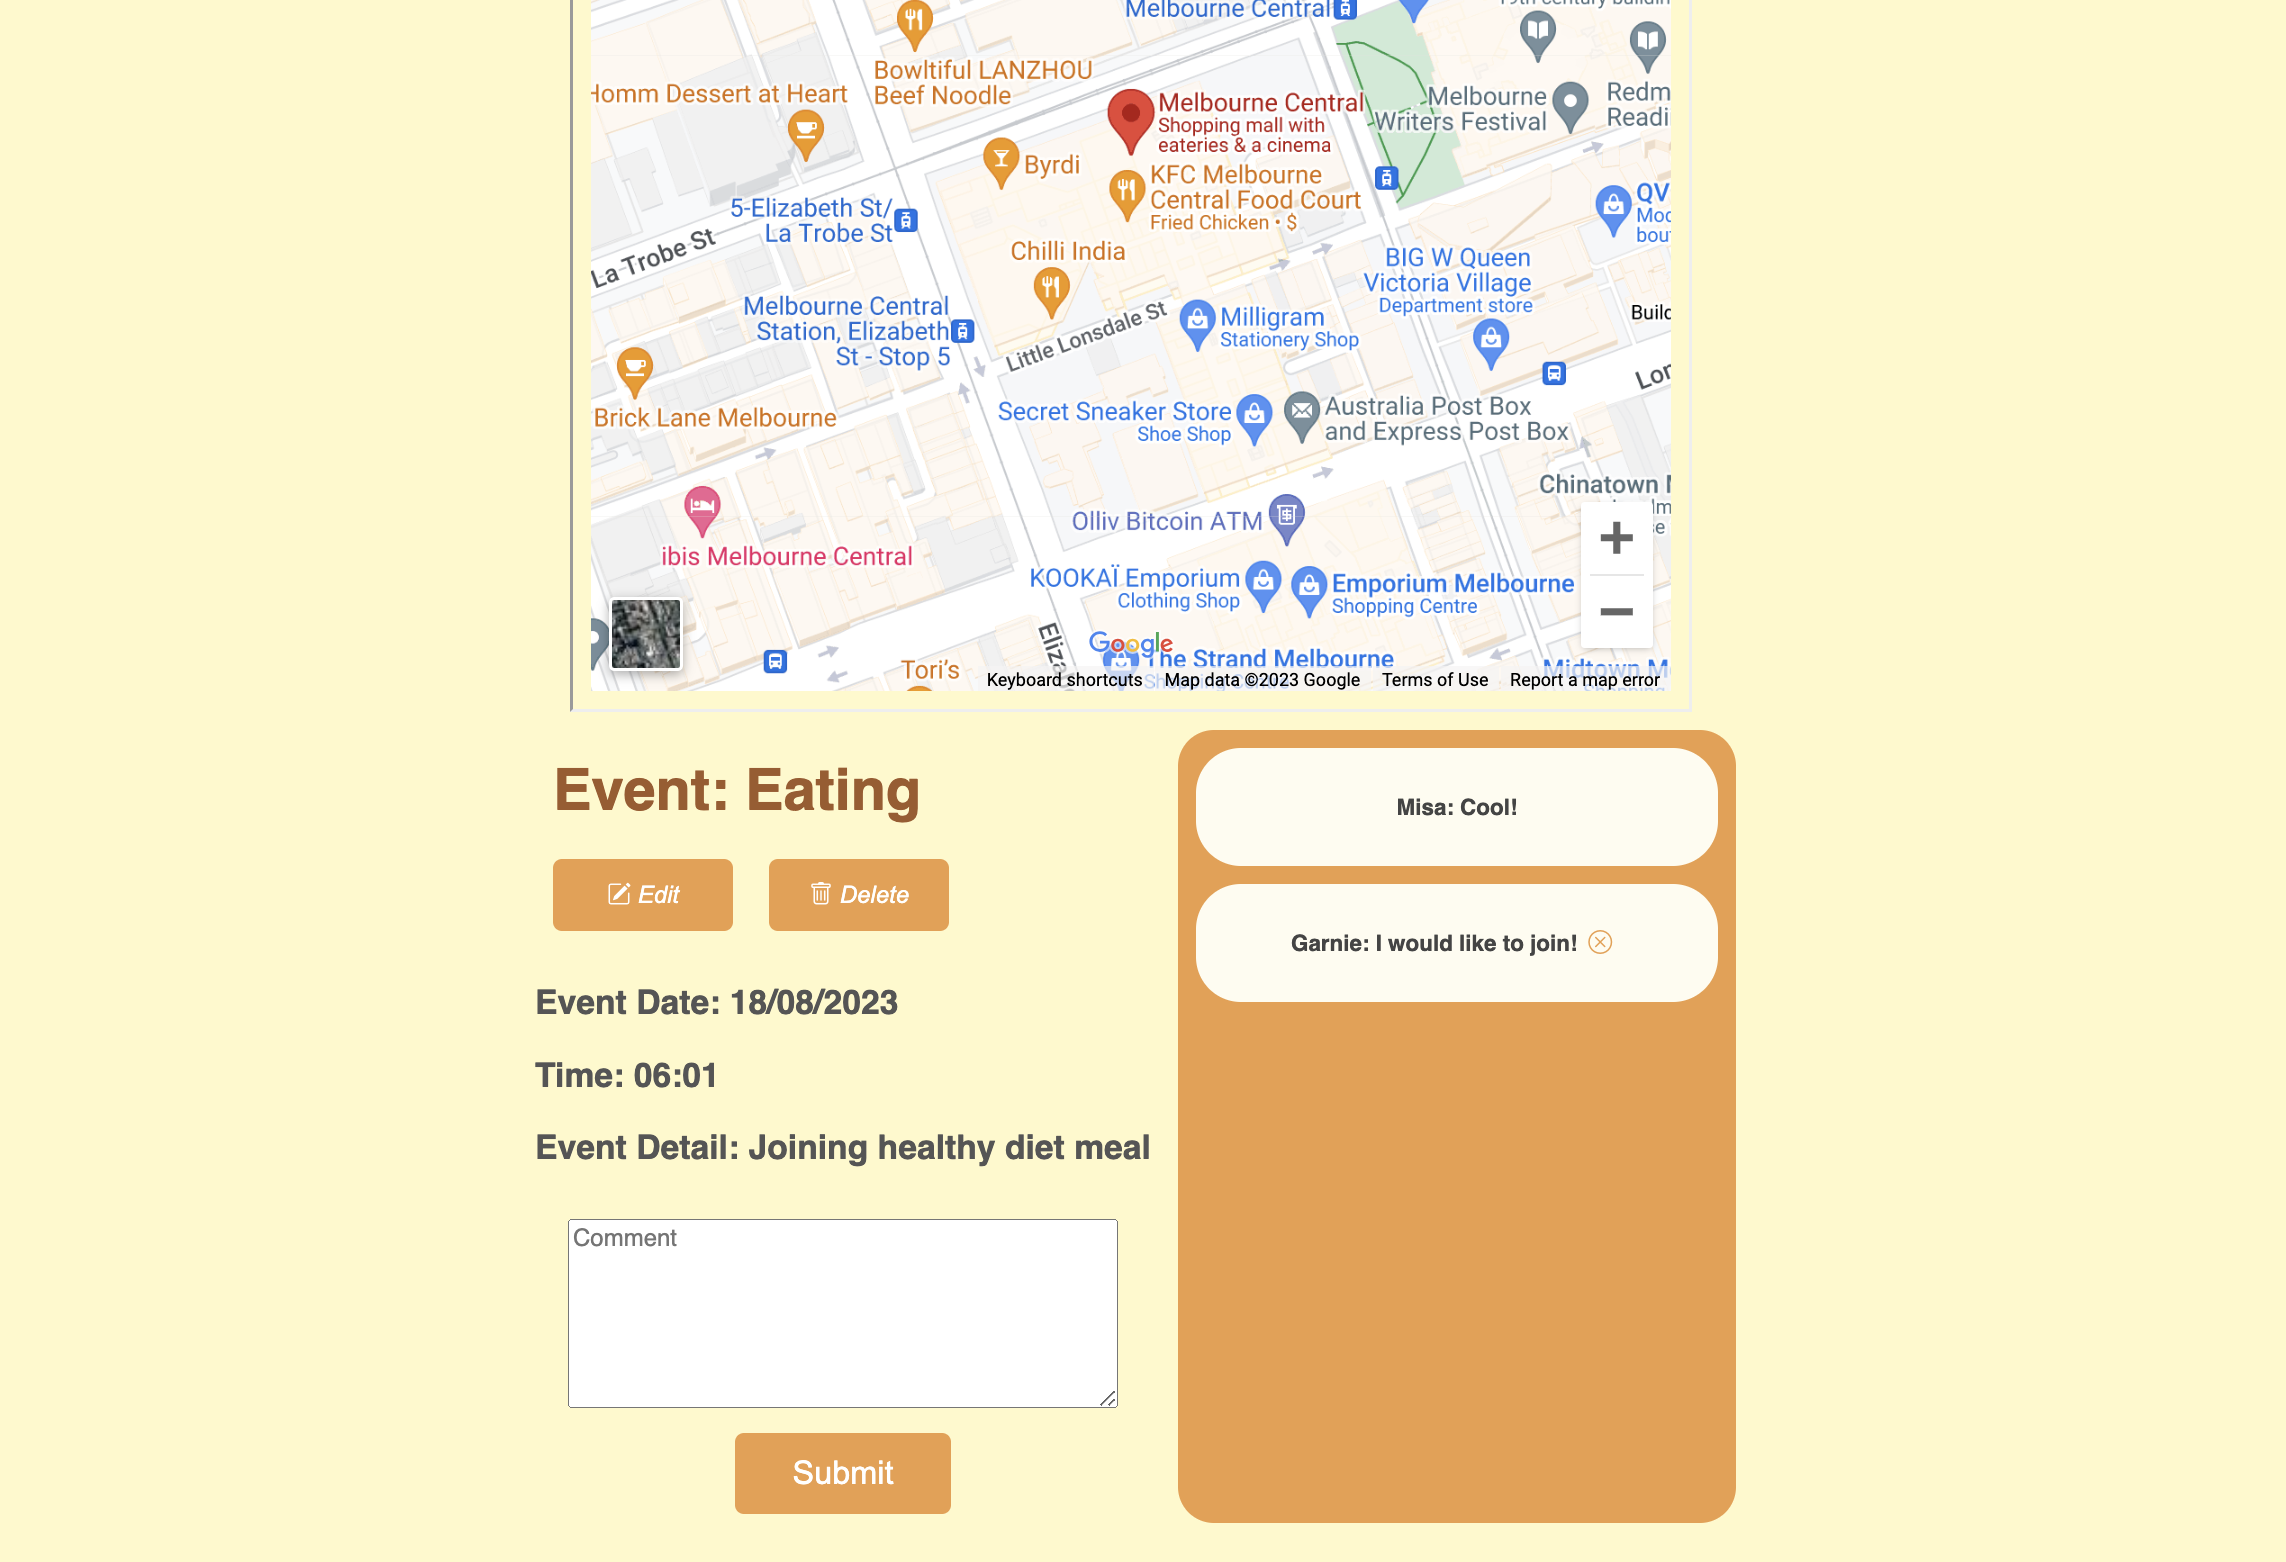 Melbourne Central
Bowltiful LANZHOU
Beef Noodle
Homm Dessert at Heart
Melbourne Central
Shopping mall with
eateries & a cinema
Melbourne
Writers Festival
Redm
Readi
Byrdi
KFC Melbourne
Central Food Court
Fried Chicken • $
5-Elizabeth St/
La Trobe St
La Trobe St
QV
Chilli India
BIG W Queen
Victoria Village
Department store
Melbourne Central
Station, Elizabeth
St - Stop 5
Little Lonsdale St
Milligram
Stationery Shop
Build
Lon
Brick Lane Melbourne
Secret Sneaker Store
Shoe Shop
Australia Post Box
and Express Post Box
Chinatown
ibis Melbourne Central
Olliv Bitcoin ATM
KOOKAÏ Emporium
Clothing Shop
Emporium Melbourne
Shopping Centre
Google
The Strand Melbourne
Shopping Centre
Tori's
Keyboard shortcuts
Map data ©2023 Google
Terms of Use
Report a map error
Event: Eating
Edit
Delete
Event Date: 18/08/2023
Time: 06:01
Event Detail: Joining healthy diet meal
Comment
Submit
Misa: Cool!
Garnie: I would like to join!